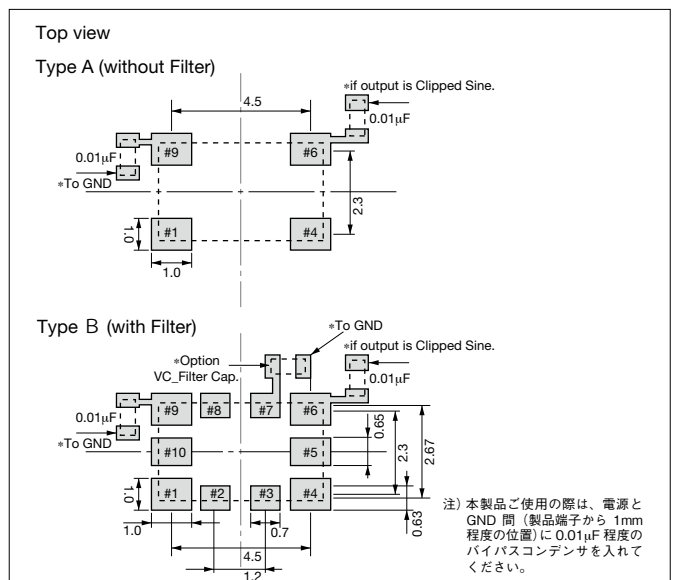 Top view
Type A (without Filter)
*if output is Clipped Sine.
4.5
0.01μF
#9
#6
0.01μF
*To GND
2.3
#1
#4
1.0
1.0
Type B (with Filter)
*To GND
*Option
VC_Filter Cap.
*if output is Clipped Sine.
0.01μF
#9
#8
#7
#6
0.01μF
*To GND
#10
#5
0.65
2.3
2.67
#1
#2
#3
#4
1.0
1.0
0.7
0.63
4.5
1.2
注) 本製品ご使用の際は、電源と
GND 間（製品端子から 1mm
程度の位置）に 0.01μF 程度の
バイパスコンデンサを入れて
ください。